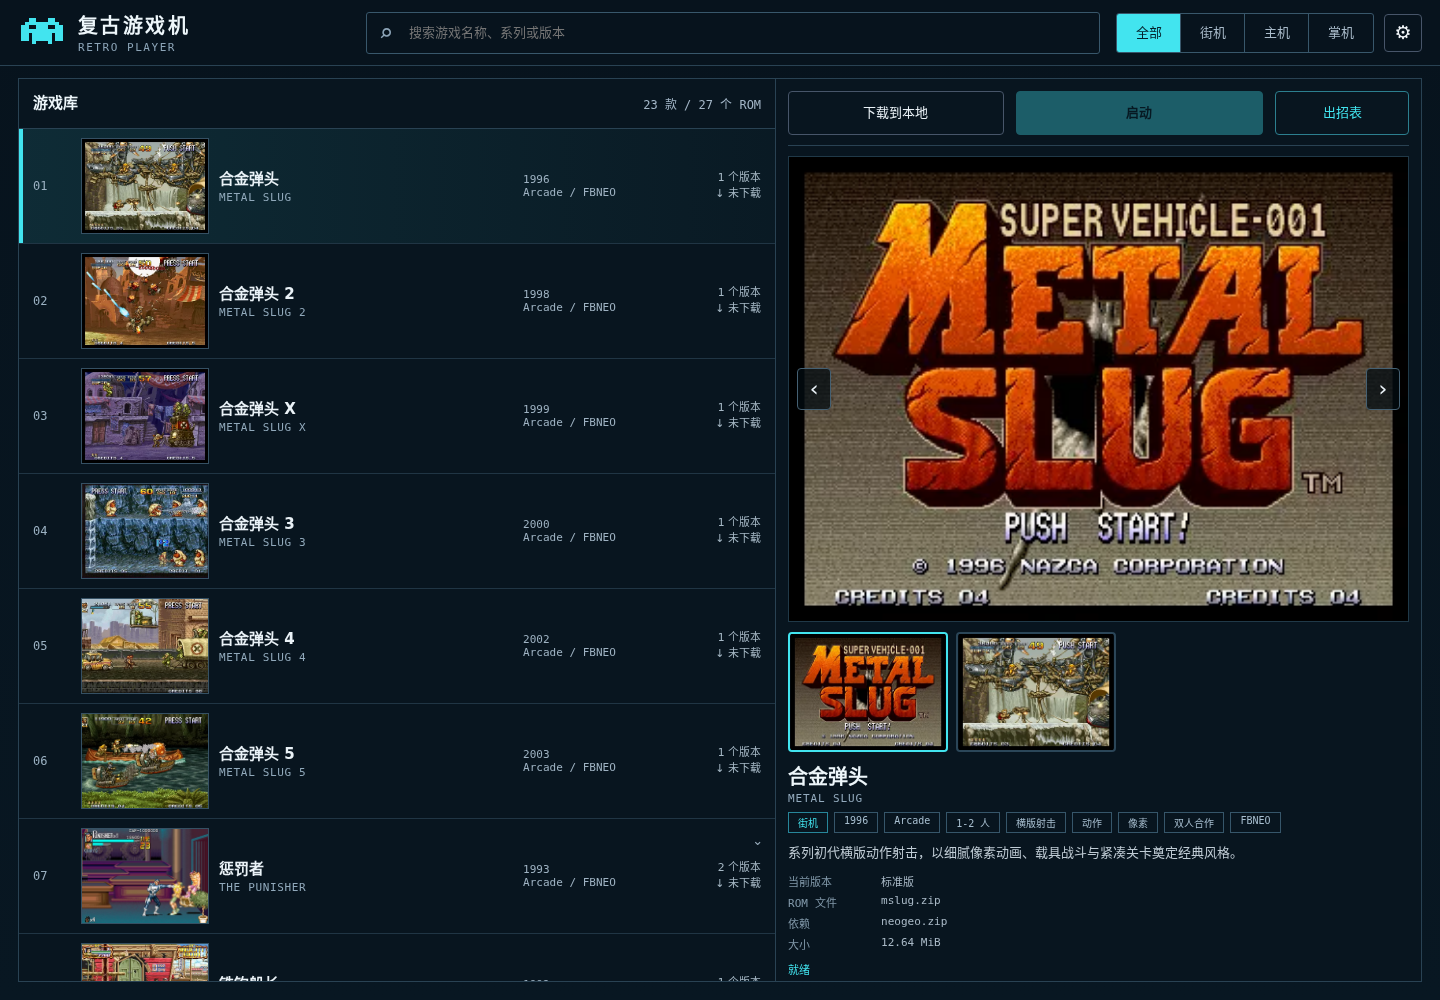 复古游戏机
RETRO PLAYER
搜索游戏名称、系列或版本
全部 街机 主机 掌机
游戏库
23 款 / 27 个 ROM
01
合金弹头
METAL SLUG
1996
Arcade / FBNEO
1 个版本
↓ 未下载
02
合金弹头 2
METAL SLUG 2
1998
Arcade / FBNEO
1 个版本
↓ 未下载
03
合金弹头 X
METAL SLUG X
1999
Arcade / FBNEO
1 个版本
↓ 未下载
04
合金弹头 3
METAL SLUG 3
2000
Arcade / FBNEO
1 个版本
↓ 未下载
05
合金弹头 4
METAL SLUG 4
2002
Arcade / FBNEO
1 个版本
↓ 未下载
06
合金弹头 5
METAL SLUG 5
2003
Arcade / FBNEO
1 个版本
↓ 未下载
07
惩罚者
THE PUNISHER
1993
Arcade / FBNEO
2 个版本
↓ 未下载
下载到本地
启动
出招表
SUPER VEHICLE-001
METAL
SLUG
TM
PUSH START!
© 1996 NAZCA CORPORATION
CREDITS 04 CREDITS 04
合金弹头
METAL SLUG
街机 1996 Arcade 1-2 人 横版射击 动作 像素 双人合作 FBNEO
系列初代横版动作射击，以细腻像素动画、载具战斗与紧凑关卡奠定经典风格。
当前版本 标准版
ROM 文件 mslug.zip
依赖 neogeo.zip
大小 12.64 MiB
就绪